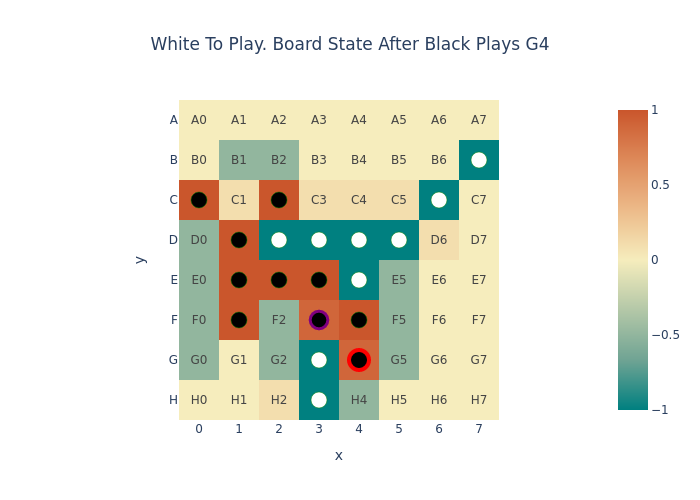 White To Play. Board State After Black Plays G4
A A0 A1 A2 A3 A4 A5 A6 A7
B B0 B1 B2 B3 B4 B5 B6
C C1 C3 C4 C5 C7
D D0 D6 D7
E E0 E5 E6 E7
F F0 F2 F5 F6 F7
G G0 G1 G2 G5 G6 G7
H H0 H1 H2 H4 H5 H6 H7
0 1 2 3 4 5 6 7
x
y
1
0.5
0
−0.5
−1